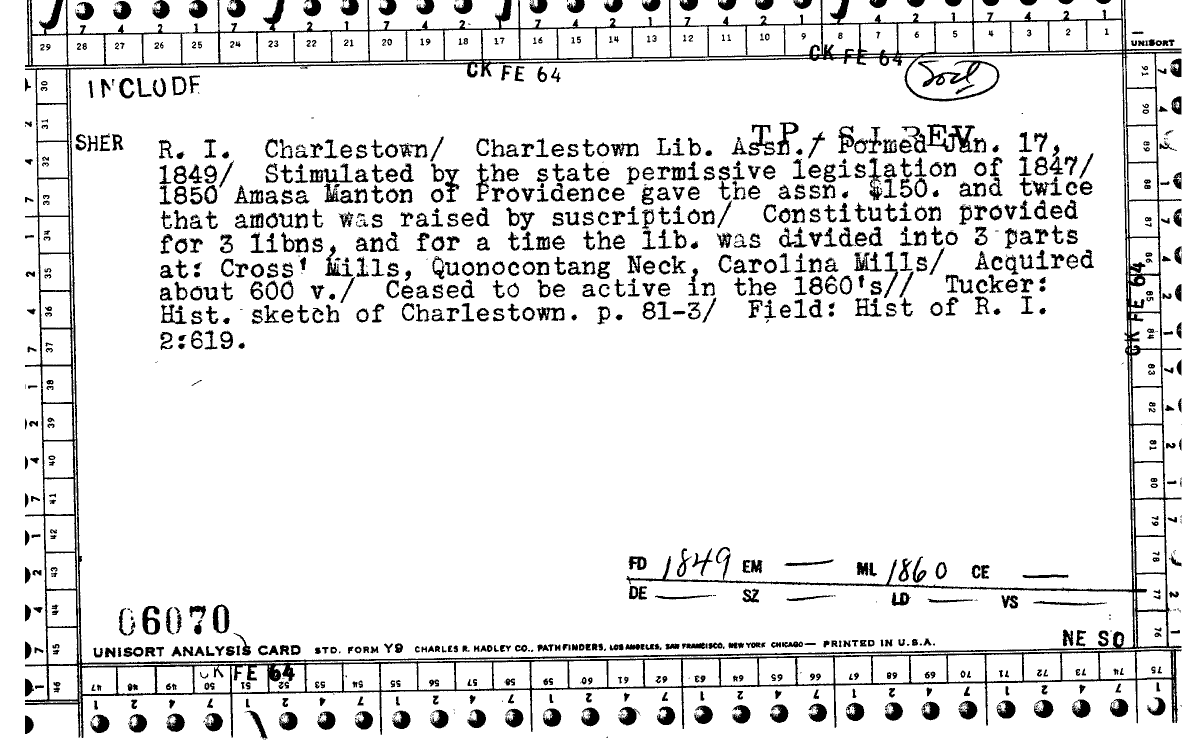 7 4 2 1 7 4 2 1 7 4 2 1 7 4 2 1 7 4 2 1 7 4 2 1 7 4 2 1
29 28 27 26 25 24 23 22 21 20 19 18 17 16 15 14 13 12 11 10 9 8 7 6 5 4 3 2 1
UNISORT
CK FE 64
CK FE 64
INCLUDE
Socl
SHER
T P / S J REV.
R. I. Charlestown/ Charlestown Lib. Assn./ Formed Jan. 17,
1849/ Stimulated by the state permissive legislation of 1847/
1850 Amasa Manton of Providence gave the assn. $150. and twice
that amount was raised by suscription/ Constitution provided
for 3 libns, and for a time the lib. was divided into 3 parts
at: Cross' Mills, Quonocontang Neck, Carolina Mills/ Acquired
about 600 v./ Ceased to be active in the 1860's// Tucker:
Hist. sketch of Charlestown. p. 81-3/ Field: Hist of R. I.
2:619.
CK FE 64
FD 1849 EM — ML 1860 CE —
DE — SZ — LD — VS —
06070
UNISORT ANALYSIS CARD STD. FORM Y9 CHARLES R. HADLEY CO., PATHFINDERS, LOS ANGELES, SAN FRANCISCO, NEW YORK CHICAGO — PRINTED IN U.S.A.
NE SO
CK FE 64
30 31 32 33 34 35 36 37 38 39 40 41 42 43 44 45 46
91 90 89 88 87 86 85 84 83 82 81 80 79 78 77 76
47 48 49 50 51 52 53 54 55 56 57 58 59 60 61 62 63 64 65 66 67 68 69 70 71 72 73 74 75